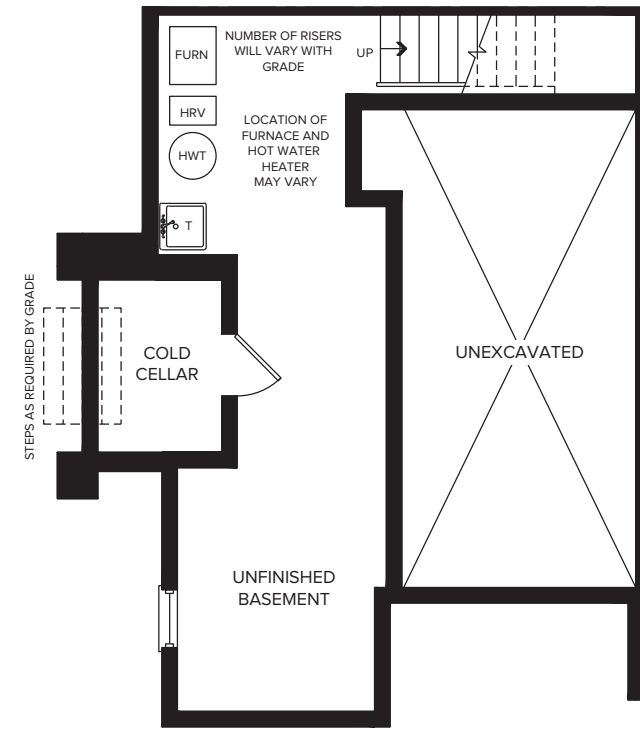 FURN
NUMBER OF RISERS
WILL VARY WITH
GRADE
UP
HRV
LOCATION OF
FURNACE AND
HOT WATER
HEATER
MAY VARY
HWT
T
STEPS AS REQUIRED BY GRADE
COLD
CELLAR
UNEXCAVATED
UNFINISHED
BASEMENT